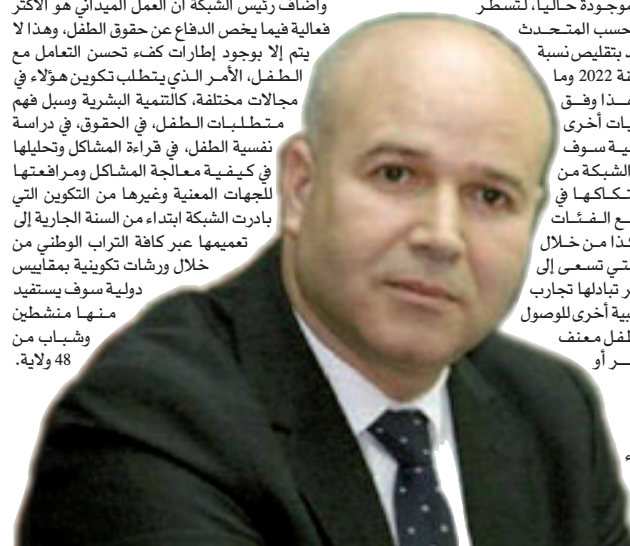 وأضاف رئيس الشبكة أن العمل الميداني هو الأكثر
فعالية فيما يخص الدفاع عن حقوق الطفل، وهذا لا
يتم إلا بوجود إطارات كفء تحسن التعامل مع
الطفل، الأمر الذي يتطلب تكوين هؤلاء في
مجالات مختلفة، كالتنمية البشرية وسبل فهم
متطلبات الطفل، في الحقوق، في دراسة
نفسية الطفل، في قراءة المشاكل وتحليلها
في كيفية معالجة المشاكل ومرافعتها
للجهات المعنية وغيرها من التكوين التي
بادرت الشبكة ابتداء من السنة الجارية إلى
تعميمها عبر كافة التراب الوطني من
خلال ورشات تكوينية بمقاييس
دولية سوف يستفيد
منها منشطين
وشباب من
48 ولاية.
موجودة حاليا، لتسطر
حسب المتحدث
بتقليص نسبة
2022 وما
وفق
أخرى
سوف
الشبكة من
في
الفئات
من خلال
تسعى إلى
تبادلها تجارب
أخرى للوصول
معنف
أو